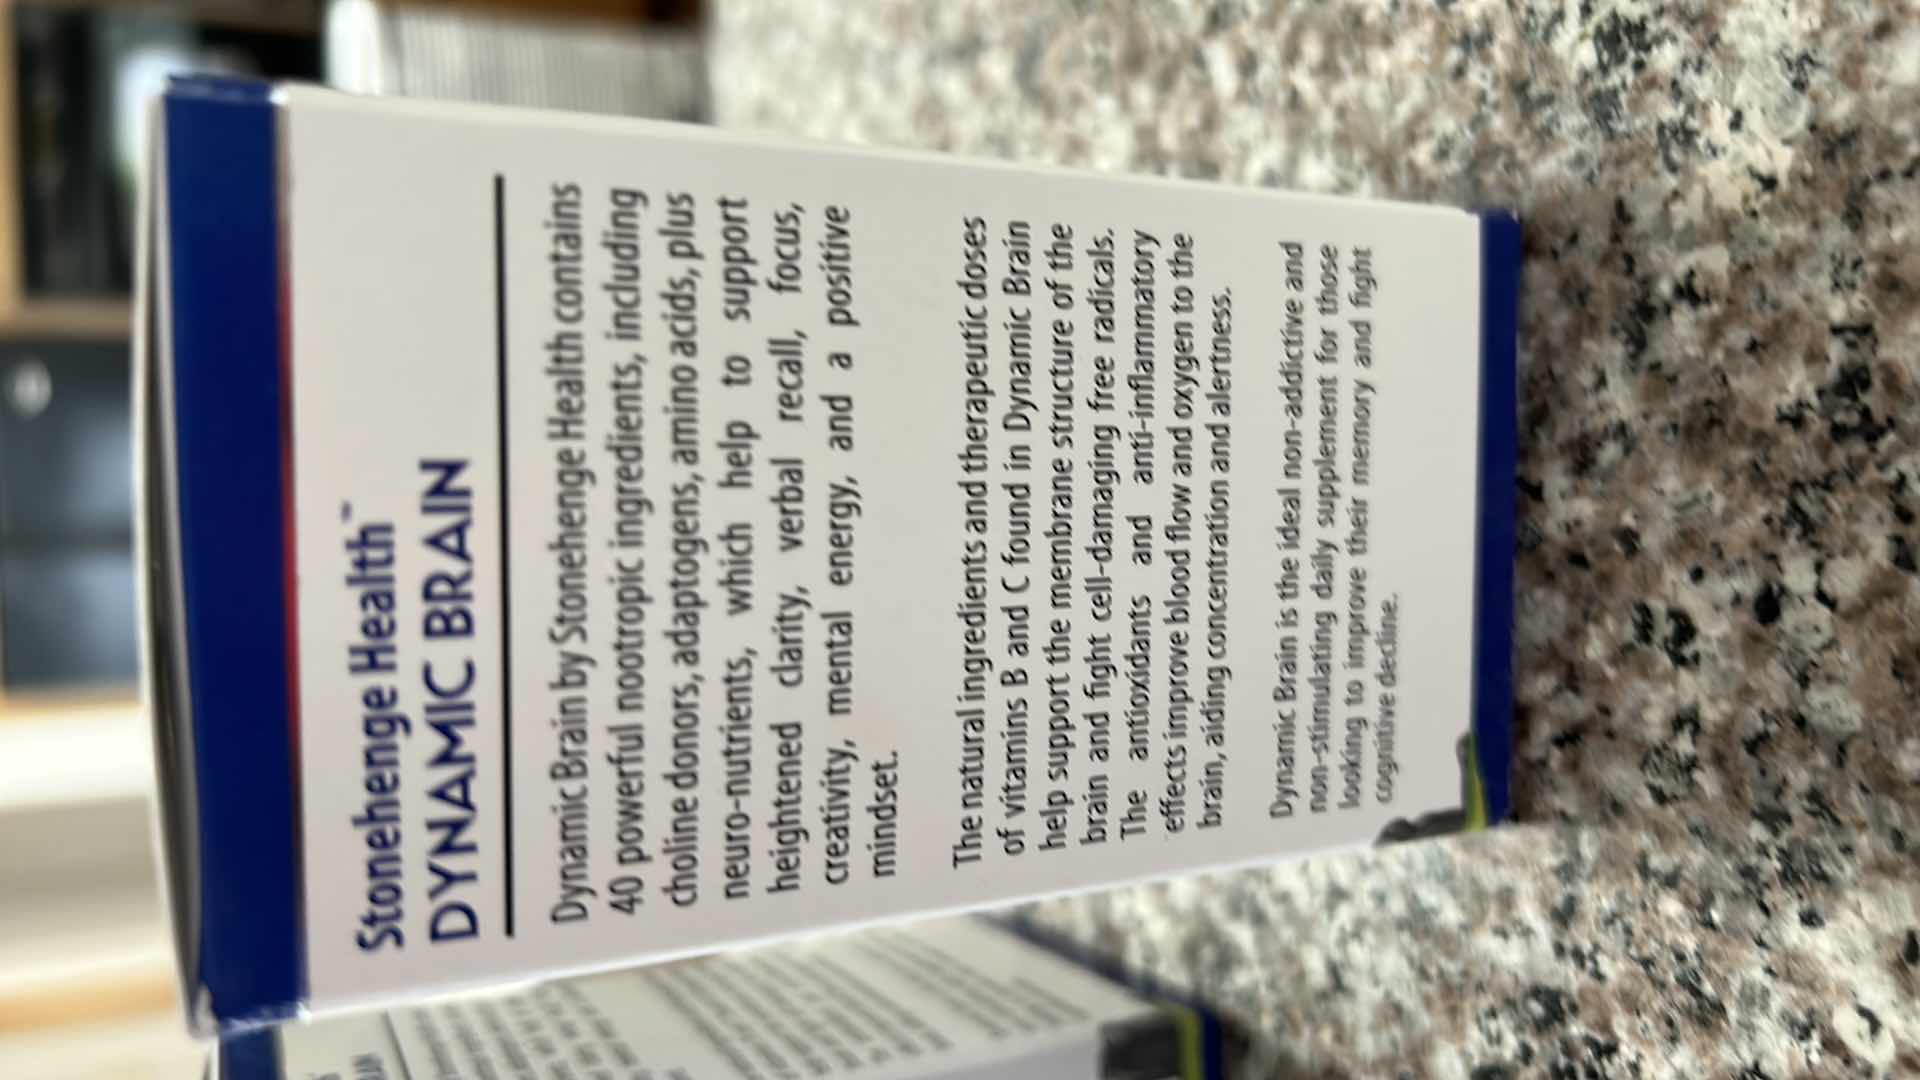 Stonehenge Health™
DYNAMIC BRAIN
Dynamic Brain by Stonehenge Health contains
40 powerful nootropic ingredients, including
choline donors, adaptogens, amino acids, plus
neuro-nutrients, which help to support
heightened clarity, verbal recall, focus,
creativity, mental energy, and a positive
mindset.
The natural ingredients and therapeutic doses
of vitamins B and C found in Dynamic Brain
help support the membrane structure of the
brain and fight cell-damaging free radicals.
The antioxidants and anti-inflammatory
effects improve blood flow and oxygen to the
brain, aiding concentration and alertness.
Dynamic Brain is the ideal non-addictive and
non-stimulating daily supplement for those
looking to improve their memory and fight
cognitive decline.